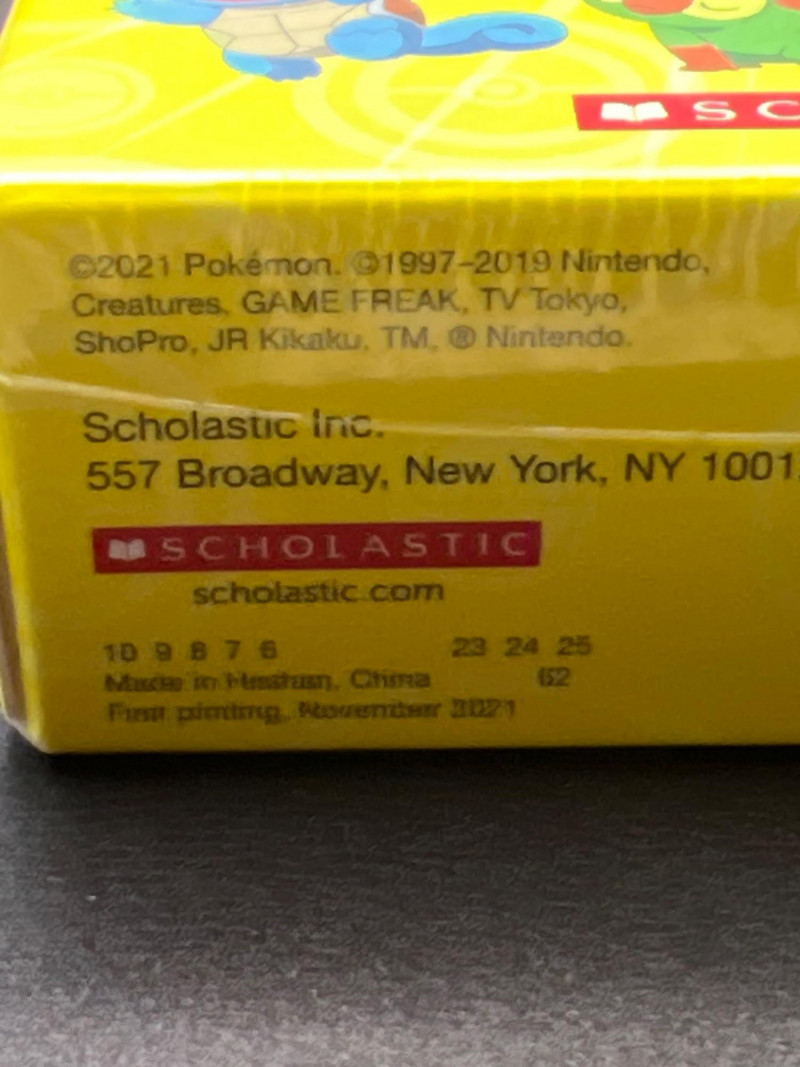 SC
©2021 Pokémon. ©1997–2019 Nintendo,
Creatures, GAME FREAK, TV Tokyo,
ShoPro, JR Kikaku, TM, ® Nintendo.
Scholastic Inc.
557 Broadway, New York, NY 1001
SCHOLASTIC
scholastic.com
10 9 8 7 6 23 24 25
Made in China 62
First printing, November 2021